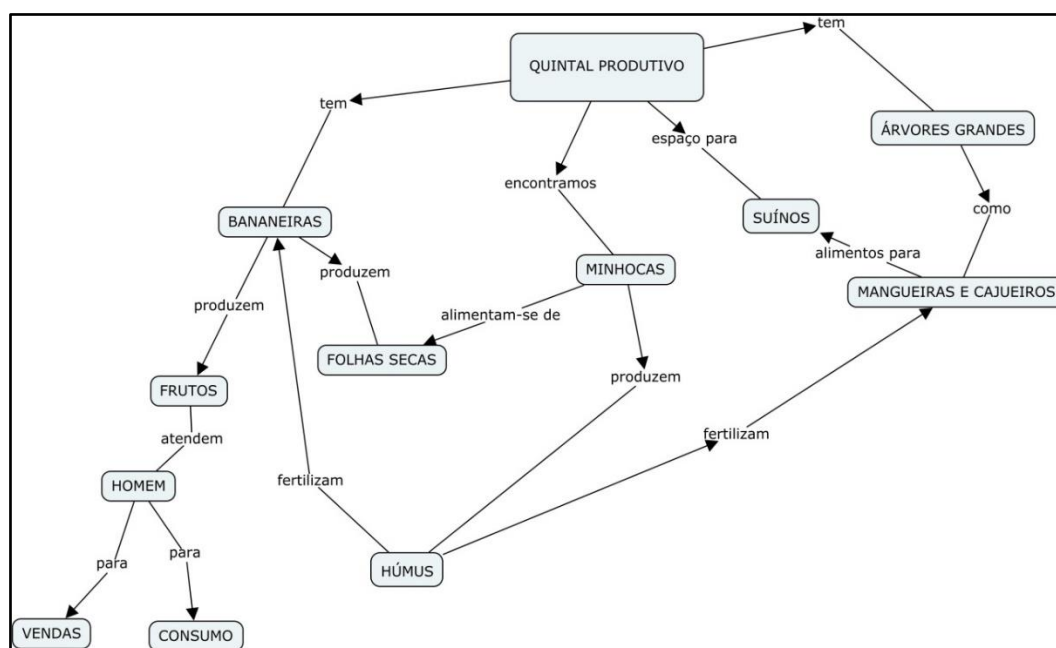 tem
QUINTAL PRODUTIVO
tem
espaço para
ÁRVORES GRANDES
encontramos
SUÍNOS
como
BANANEIRAS
produzem
MINHOCAS
alimentos para
MANGUEIRAS E CAJUEIROS
produzem
alimentam-se de
FOLHAS SECAS
produzem
FRUTOS
atendem
fertilizam
HOMEM
fertilizam
para
para
HÚMUS
VENDAS
CONSUMO